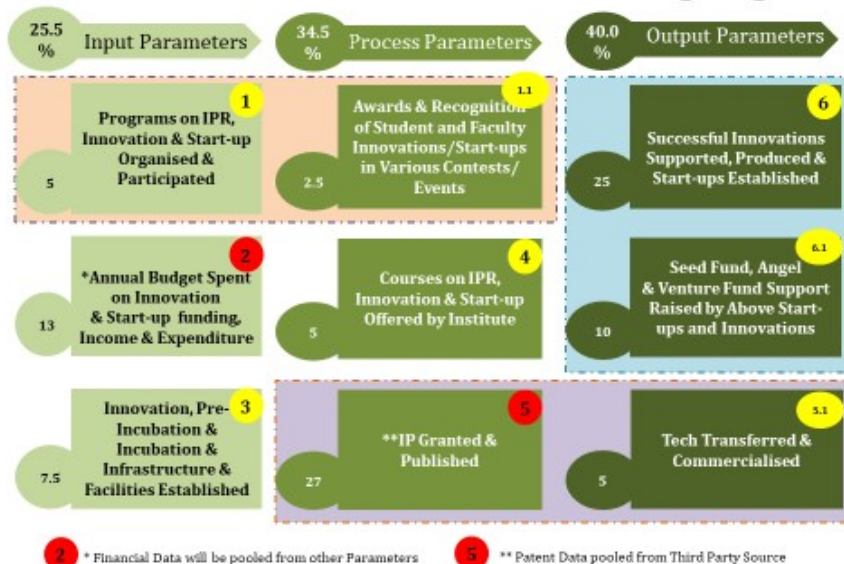 25.5
%
Input Parameters
34.5
%
Process Parameters
40.0
%
Output Parameters
1
Programs on IPR,
Innovation & Start-up
Organised &
Participated
5
1.1
Awards & Recognition
of Student and Faculty
Innovations/Start-ups
in Various Contests/
Events
2.5
6
Successful Innovations
Supported, Produced &
Start-ups Established
25
2
*Annual Budget Spent
on Innovation
& Start-up funding,
Income & Expenditure
13
4
Courses on IPR,
Innovation & Start-up
Offered by Institute
5
6.1
Seed Fund, Angel
& Venture Fund Support
Raised by Above Start-
ups and Innovations
10
3
Innovation, Pre-
Incubation &
Incubation &
Infrastructure &
Facilities Established
7.5
5
**IP Granted &
Published
27
5.1
Tech Transferred &
Commercialised
5
2 * Financial Data will be pooled from other Parameters
5 ** Patent Data pooled from Third Party Source